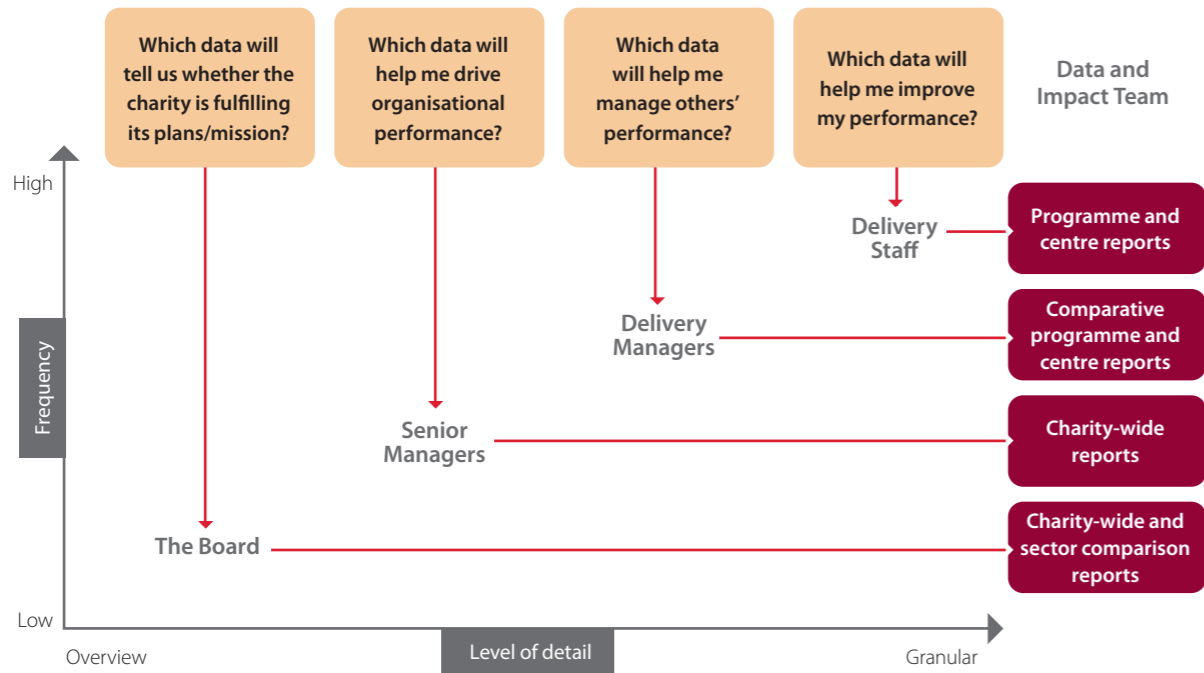 Which data will
tell us whether the
charity is fulfilling
its plans/mission?
Which data will
help me drive
organisational
performance?
Which data
will help me
manage others’
performance?
Which data will
help me improve
my performance?
Data and
Impact Team
High
Frequency
Low
Delivery
Staff
Programme and
centre reports
Delivery
Managers
Comparative
programme and
centre reports
Senior
Managers
Charity-wide
reports
The Board
Charity-wide and
sector comparison
reports
Overview
Level of detail
Granular